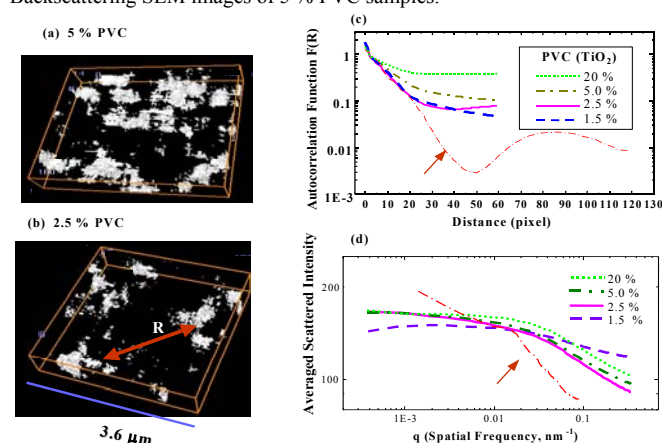 Backscattering SEM images of 5 % PVC samples.
(a) 5 % PVC
(b) 2.5 % PVC
R
3.6 µm
(c)
Autocorrelation Function F(R)
1
0.1
0.01
1E-3
PVC (TiO2)
20 %
5.0 %
2.5 %
1.5 %
0 10 20 30 40 50 60 70 80 90 100 110 120 130
Distance (pixel)
(d)
Averaged Scattered Intensity
200
100
20 %
5.0 %
2.5 %
1.5 %
1E-3 0.01 0.1
q (Spatial Frequency, nm-1)